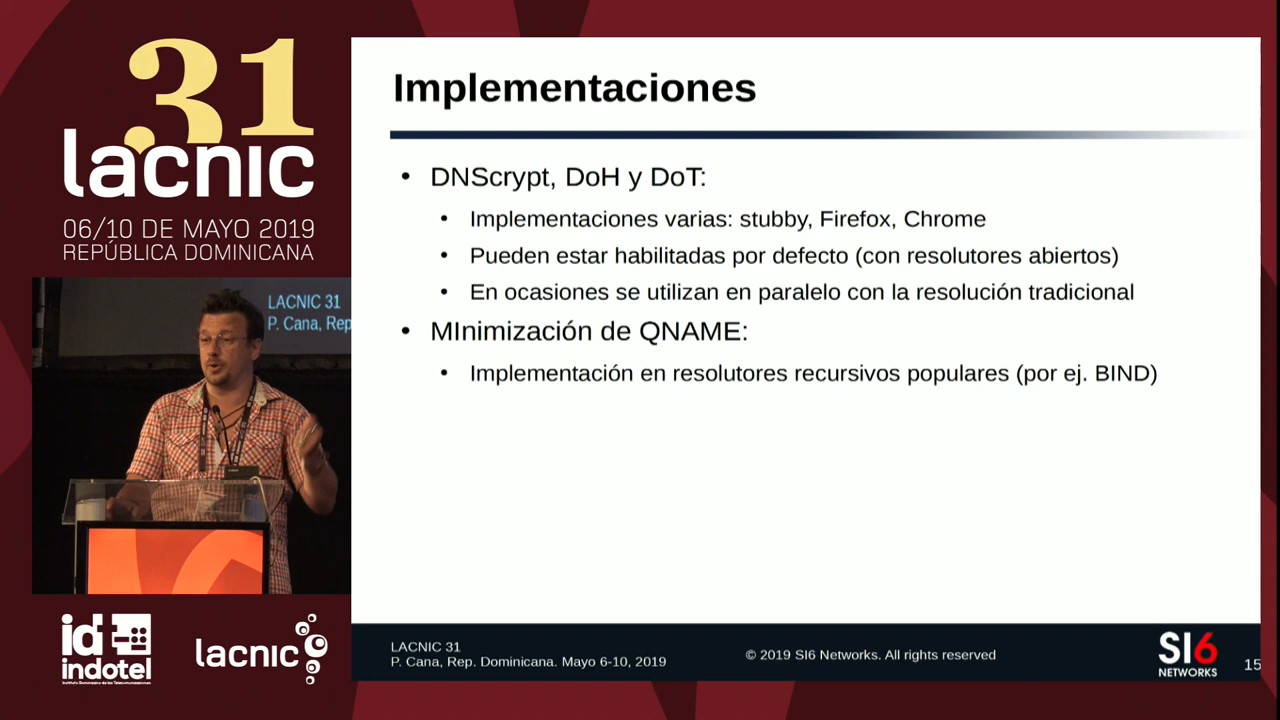 31
lacnic
06/10 DE MAYO 2019
REPÚBLICA DOMINICANA
LACNIC 31
P. Cana, Rep
id
indotel
lacnic
Implementaciones
• DNScrypt, DoH y DoT:
• Implementaciones varias: stubby, Firefox, Chrome
• Pueden estar habilitadas por defecto (con resolutores abiertos)
• En ocasiones se utilizan en paralelo con la resolución tradicional
• MInimización de QNAME:
• Implementación en resolutores recursivos populares (por ej. BIND)
LACNIC 31
P. Cana, Rep. Dominicana. Mayo 6-10, 2019
© 2019 SI6 Networks. All rights reserved
SI6
NETWORKS
15